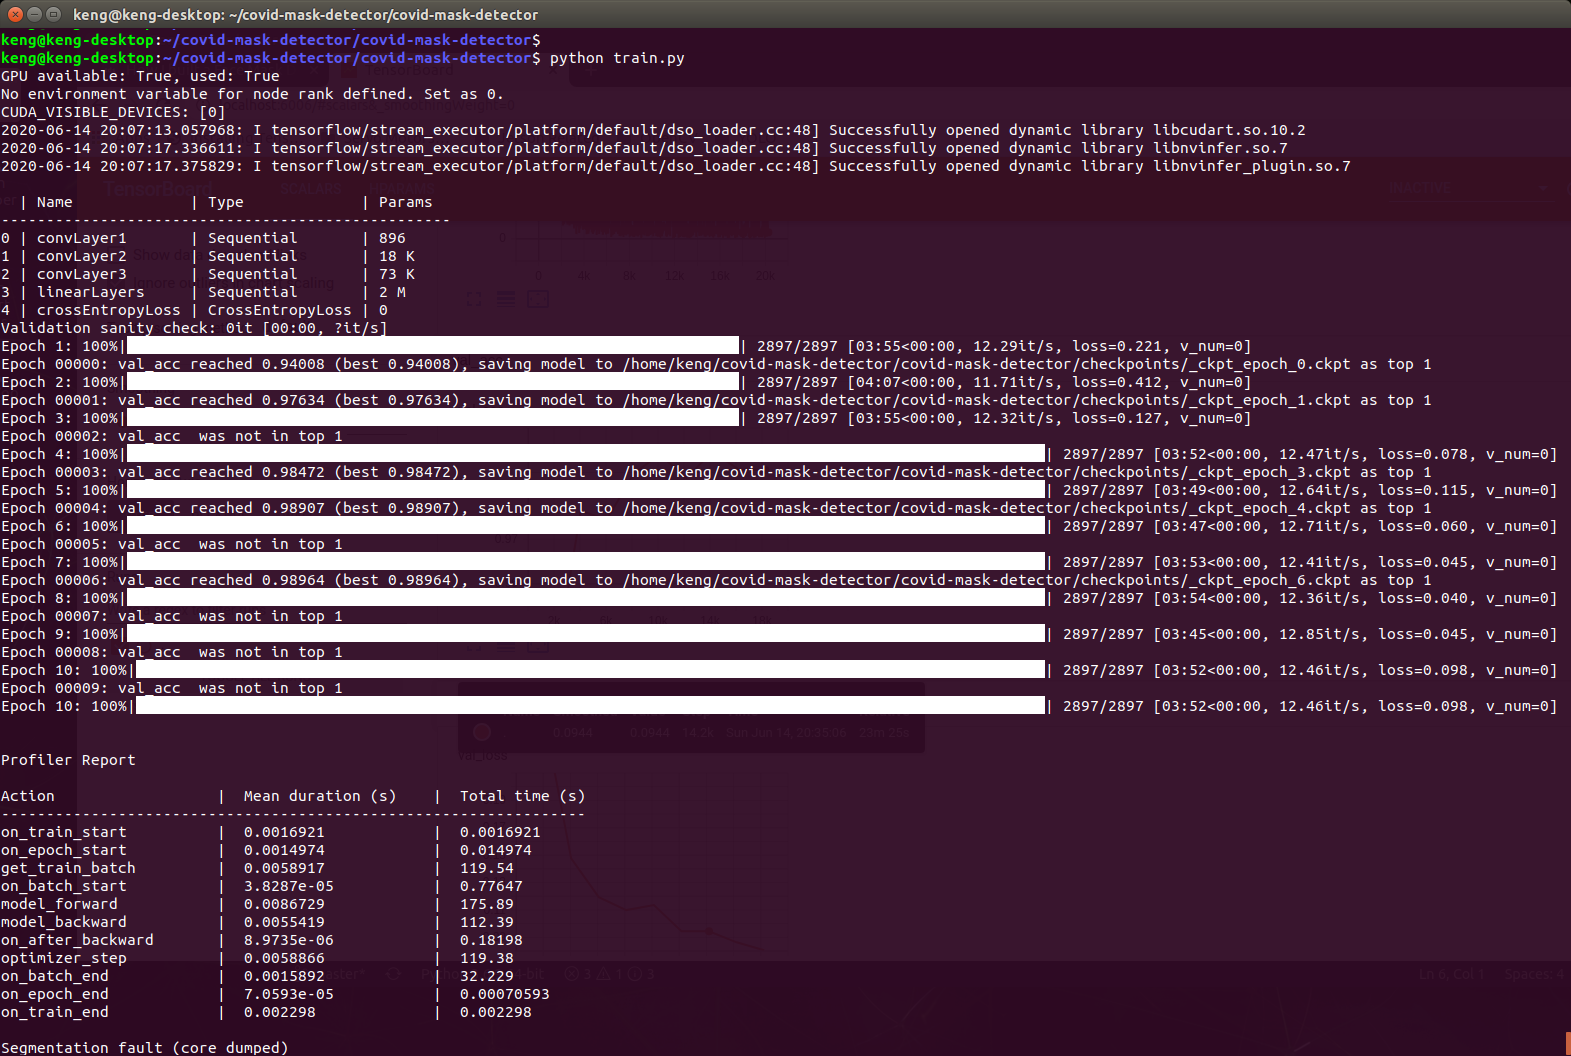 keng@keng-desktop: ~/covid-mask-detector/covid-mask-detector
keng@keng-desktop:~/covid-mask-detector/covid-mask-detector$
keng@keng-desktop:~/covid-mask-detector/covid-mask-detector$ python train.py
GPU available: True, used: True
No environment variable for node rank defined. Set as 0.
CUDA_VISIBLE_DEVICES: [0]
2020-06-14 20:07:13.057968: I tensorflow/stream_executor/platform/default/dso_loader.cc:48] Successfully opened dynamic library libcudart.so.10.2
2020-06-14 20:07:17.336611: I tensorflow/stream_executor/platform/default/dso_loader.cc:48] Successfully opened dynamic library libnvinfer.so.7
2020-06-14 20:07:17.375829: I tensorflow/stream_executor/platform/default/dso_loader.cc:48] Successfully opened dynamic library libnvinfer_plugin.so.7
  | Name             | Type             | Params
--------------------------------------------------
0 | convLayer1       | Sequential       | 896
1 | convLayer2       | Sequential       | 18 K
2 | convLayer3       | Sequential       | 73 K
3 | linearLayers     | Sequential       | 2 M
4 | crossEntropyLoss | CrossEntropyLoss | 0
Validation sanity check: 0it [00:00, ?it/s]
Epoch 1: 100%| | 2897/2897 [03:55<00:00, 12.29it/s, loss=0.221, v_num=0]
Epoch 00000: val_acc reached 0.94008 (best 0.94008), saving model to /home/keng/covid-mask-detector/covid-mask-detector/checkpoints/_ckpt_epoch_0.ckpt as top 1
Epoch 2: 100%| | 2897/2897 [04:07<00:00, 11.71it/s, loss=0.412, v_num=0]
Epoch 00001: val_acc reached 0.97634 (best 0.97634), saving model to /home/keng/covid-mask-detector/covid-mask-detector/checkpoints/_ckpt_epoch_1.ckpt as top 1
Epoch 3: 100%| | 2897/2897 [03:55<00:00, 12.32it/s, loss=0.127, v_num=0]
Epoch 00002: val_acc  was not in top 1
Epoch 4: 100%| | 2897/2897 [03:52<00:00, 12.47it/s, loss=0.078, v_num=0]
Epoch 00003: val_acc reached 0.98472 (best 0.98472), saving model to /home/keng/covid-mask-detector/covid-mask-detector/checkpoints/_ckpt_epoch_3.ckpt as top 1
Epoch 5: 100%| | 2897/2897 [03:49<00:00, 12.64it/s, loss=0.115, v_num=0]
Epoch 00004: val_acc reached 0.98907 (best 0.98907), saving model to /home/keng/covid-mask-detector/covid-mask-detector/checkpoints/_ckpt_epoch_4.ckpt as top 1
Epoch 6: 100%| | 2897/2897 [03:47<00:00, 12.71it/s, loss=0.060, v_num=0]
Epoch 00005: val_acc  was not in top 1
Epoch 7: 100%| | 2897/2897 [03:53<00:00, 12.41it/s, loss=0.045, v_num=0]
Epoch 00006: val_acc reached 0.98964 (best 0.98964), saving model to /home/keng/covid-mask-detector/covid-mask-detector/checkpoints/_ckpt_epoch_6.ckpt as top 1
Epoch 8: 100%| | 2897/2897 [03:54<00:00, 12.36it/s, loss=0.040, v_num=0]
Epoch 00007: val_acc  was not in top 1
Epoch 9: 100%| | 2897/2897 [03:45<00:00, 12.85it/s, loss=0.045, v_num=0]
Epoch 00008: val_acc  was not in top 1
Epoch 10: 100%| | 2897/2897 [03:52<00:00, 12.46it/s, loss=0.098, v_num=0]
Epoch 00009: val_acc  was not in top 1
Epoch 10: 100%| | 2897/2897 [03:52<00:00, 12.46it/s, loss=0.098, v_num=0]
Profiler Report
Action                  |  Mean duration (s)    |  Total time (s)
-----------------------------------------------------------------
on_train_start          |  0.0016921            |  0.0016921
on_epoch_start          |  0.0014974            |  0.014974
get_train_batch         |  0.0058917            |  119.54
on_batch_start          |  3.8287e-05           |  0.77647
model_forward           |  0.0086729            |  175.89
model_backward          |  0.0055419            |  112.39
on_after_backward       |  8.9735e-06           |  0.18198
optimizer_step          |  0.0058866            |  119.38
on_batch_end            |  0.0015892            |  32.229
on_epoch_end            |  7.0593e-05           |  0.00070593
on_train_end            |  0.002298             |  0.002298
Segmentation fault (core dumped)